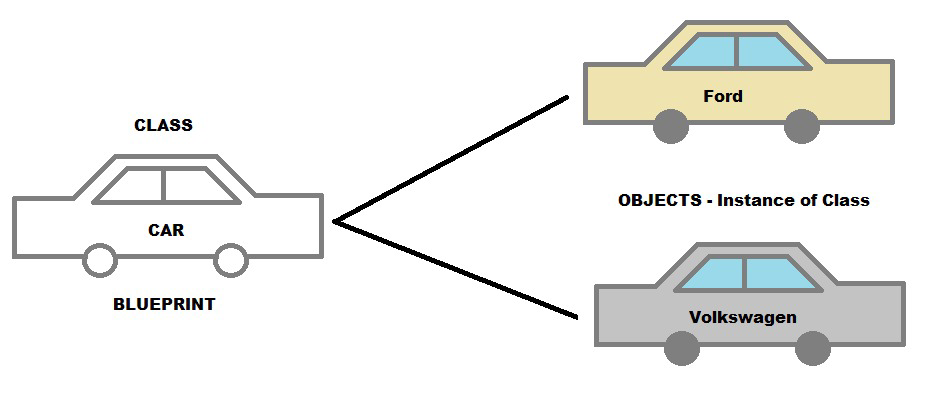 CLASS
CAR
BLUEPRINT
Ford
OBJECTS - Instance of Class
Volkswagen